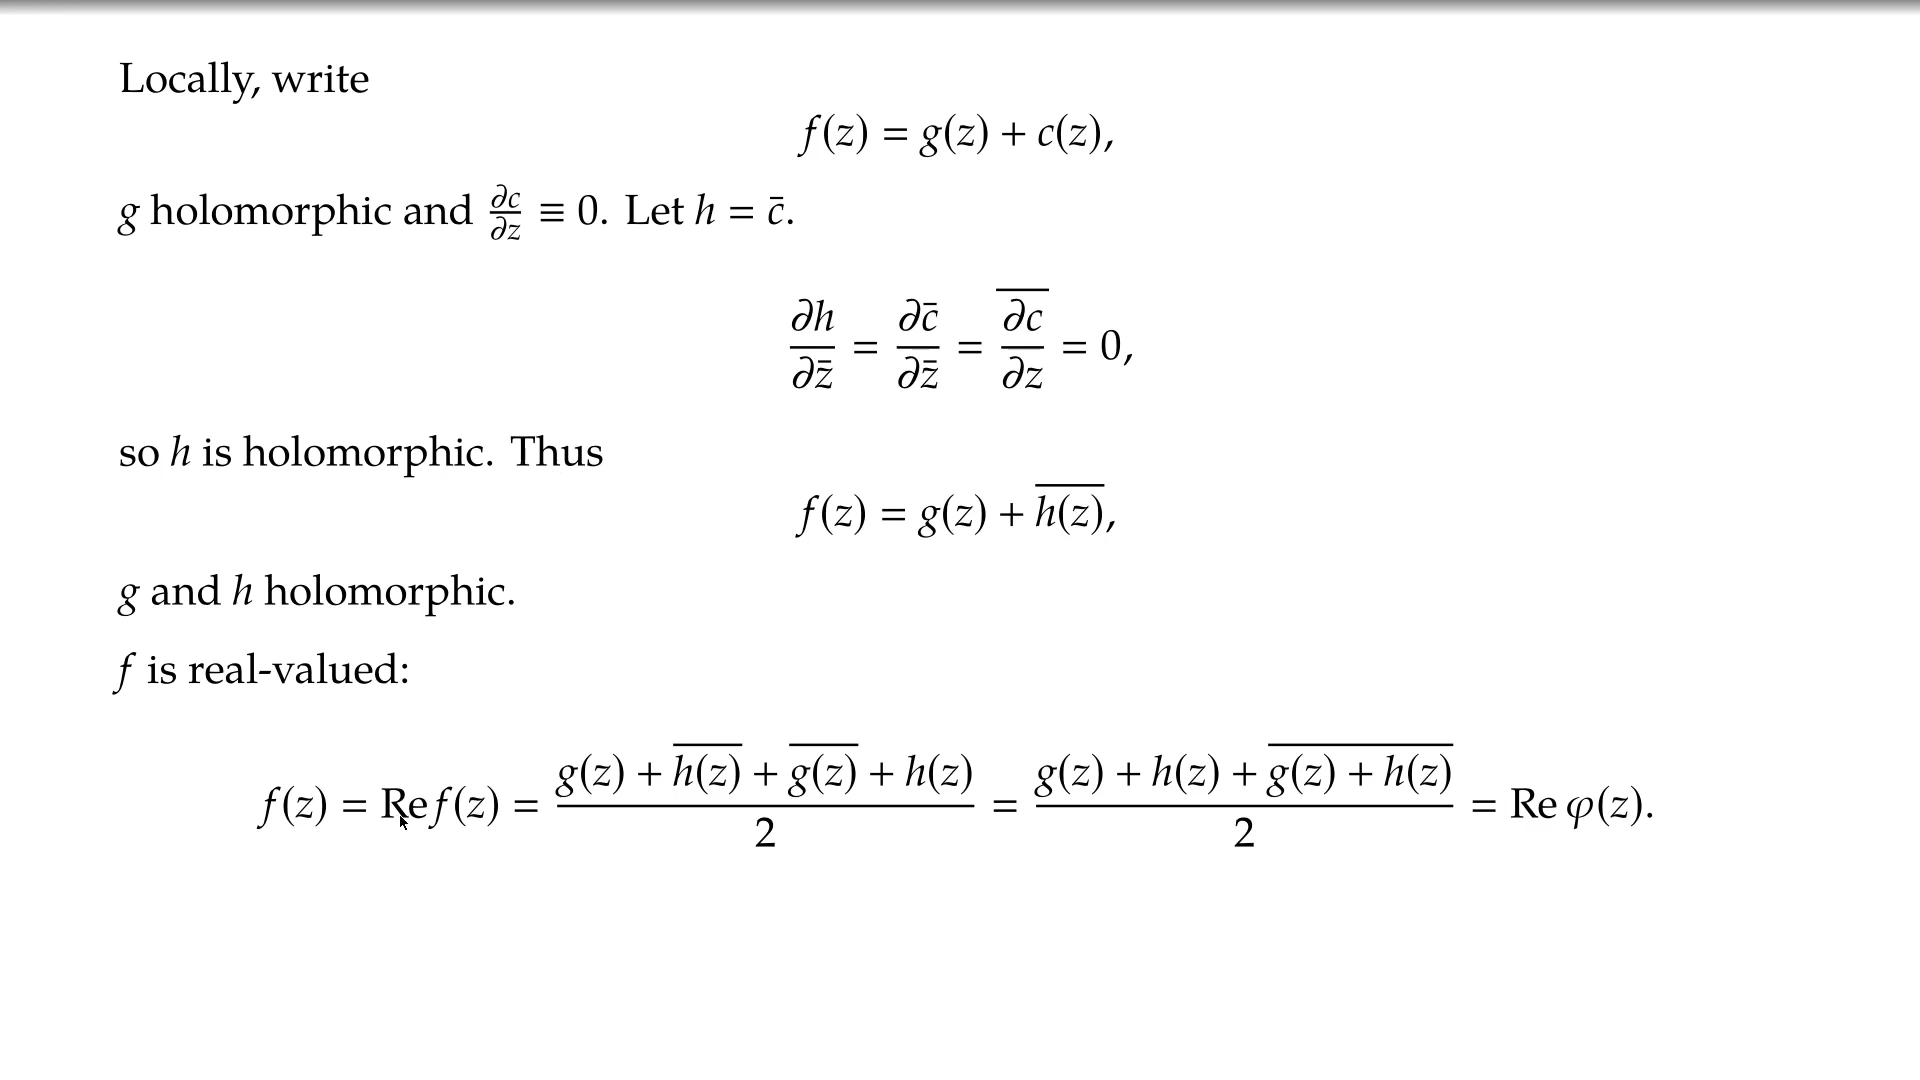 Locally, write
f(z) = g(z) + c(z),
g holomorphic and ∂c/∂z ≡ 0. Let h = c̄.
∂h/∂z̄ = ∂c̄/∂z̄ = \overline{∂c/∂z} = 0,
so h is holomorphic. Thus
f(z) = g(z) + \overline{h(z)},
g and h holomorphic.
f is real-valued:
f(z) = Re f(z) = (g(z) + \overline{h(z)} + \overline{g(z)} + h(z))/2 = (g(z) + h(z) + \overline{g(z) + h(z)})/2 = Re φ(z).